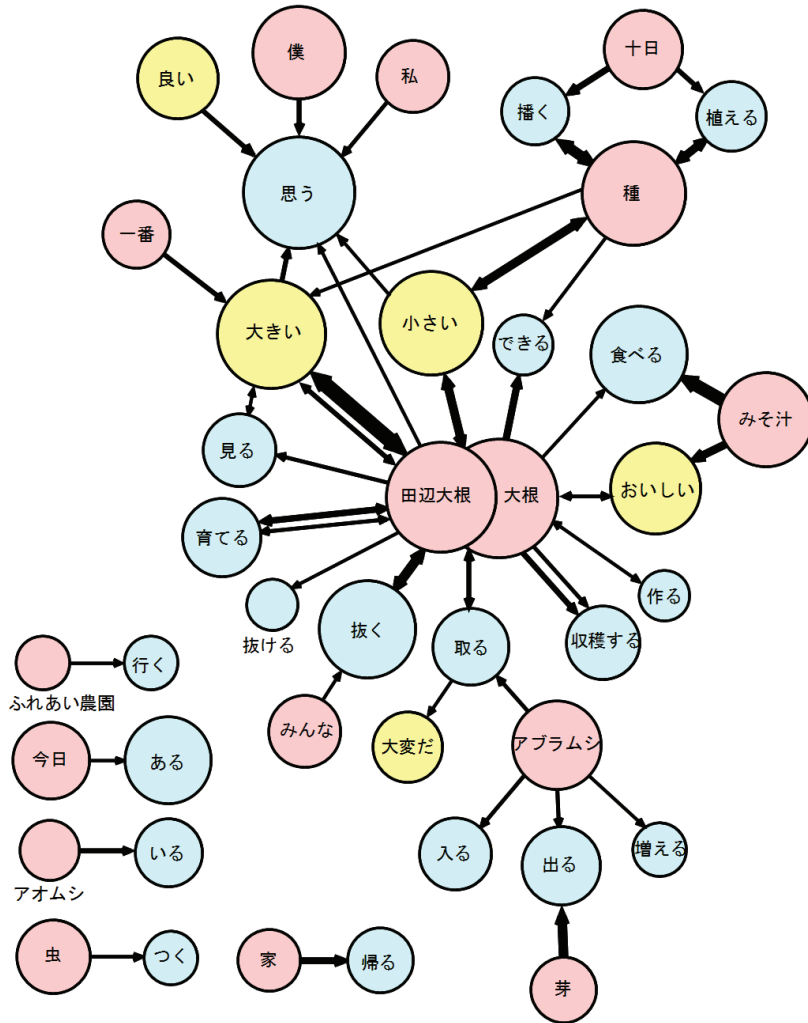 僕
十日
良い
私
播く
植える
思う
種
一番
大きい
小さい
できる
食べる
みそ汁
見る
田辺大根
大根
おいしい
育てる
抜ける
抜く
取る
収穫する
作る
ふれあい農園
行く
みんな
大変だ
アブラムシ
今日
ある
アオムシ
いる
入る
出る
増える
虫
つく
家
帰る
芽